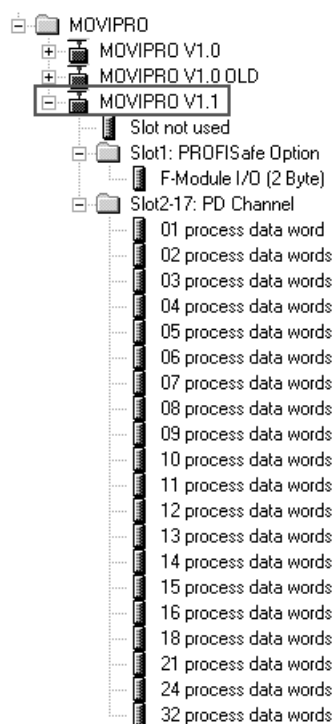 MOVIPRO
MOVIPRO V1.0
MOVIPRO V1.0 OLD
MOVIPRO V1.1
Slot not used
Slot1: PROFISafe Option
F-Module I/O (2 Byte)
Slot2-17: PD Channel
01 process data word
02 process data words
03 process data words
04 process data words
05 process data words
06 process data words
07 process data words
08 process data words
09 process data words
10 process data words
11 process data words
12 process data words
13 process data words
14 process data words
15 process data words
16 process data words
18 process data words
21 process data words
24 process data words
32 process data words